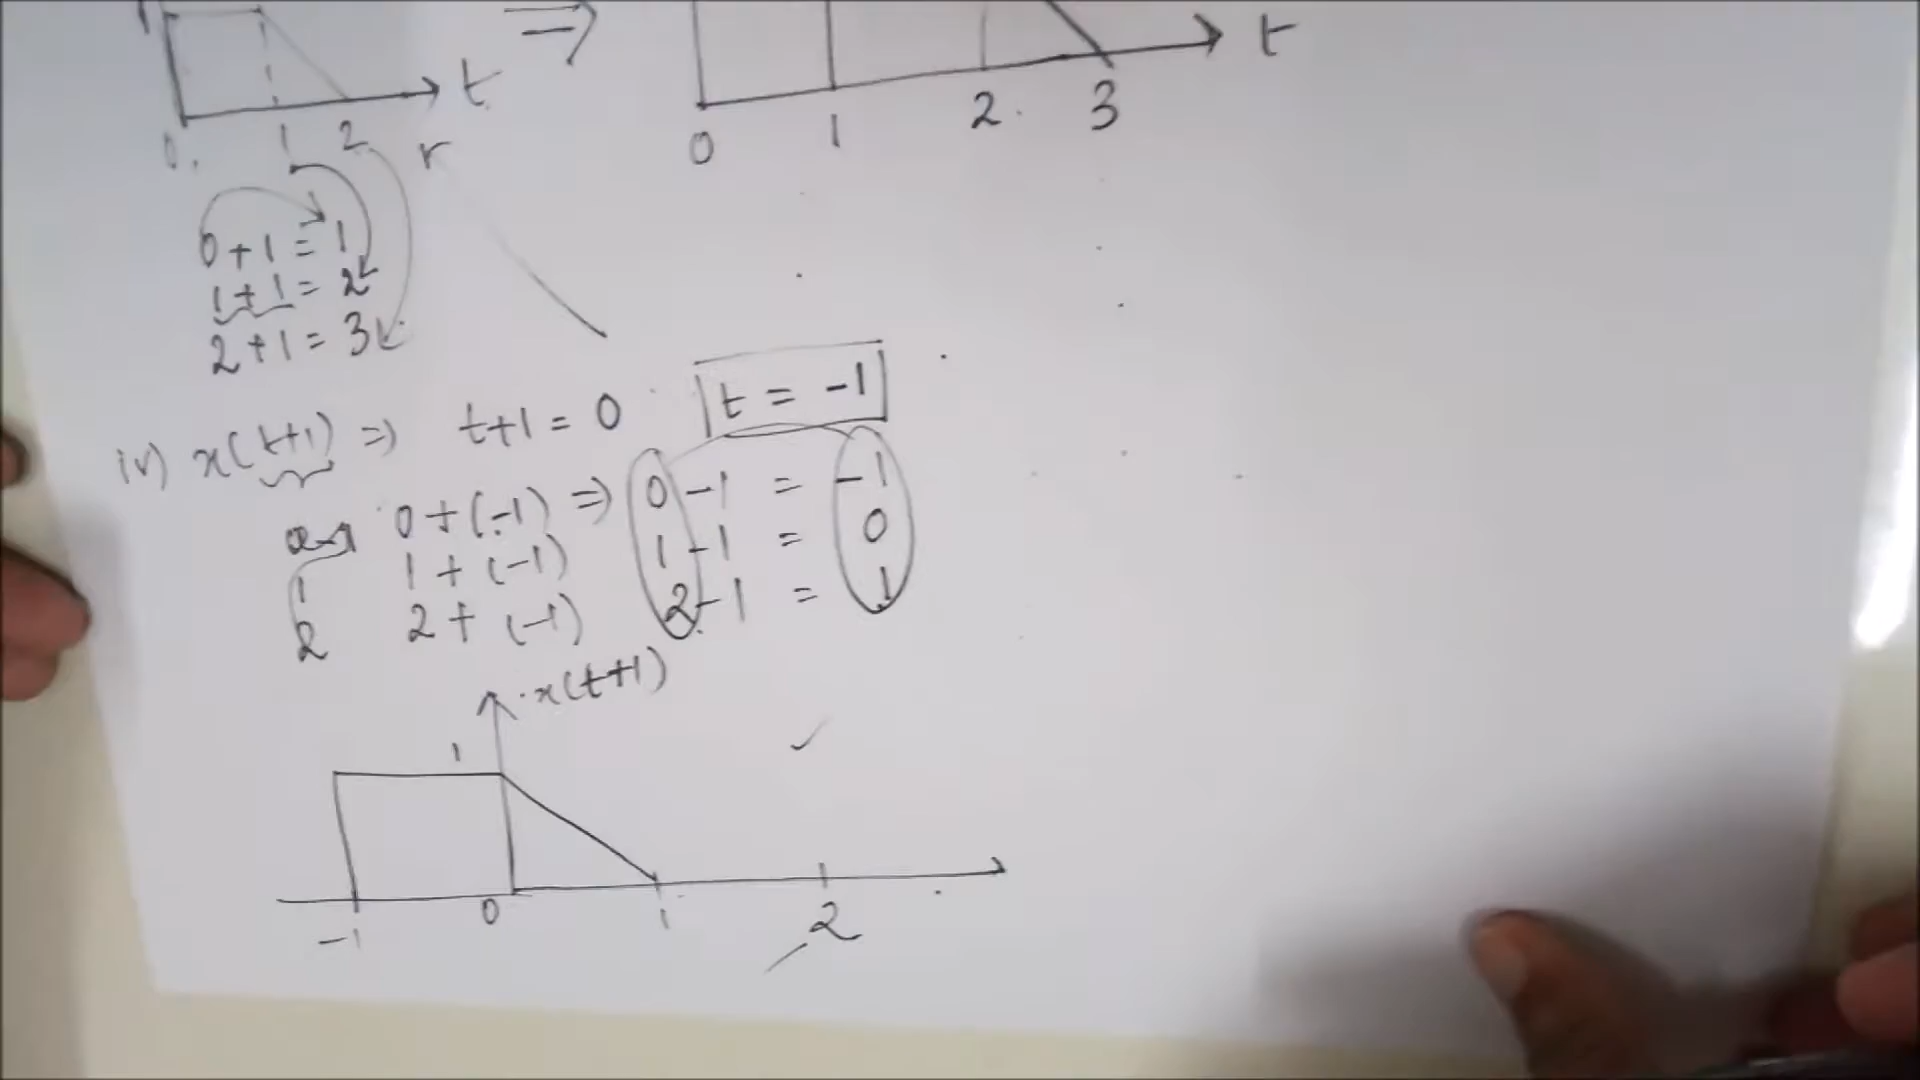 ⇒
t
t
0 1 2 r
0 1 2 3
0+1 = 1
1+1 = 2
2+1 = 3
iv) x(t+1) ⇒ t+1 = 0 t = -1
0+(-1) ⇒ 0-1 = -1
1 1+(-1) 1-1 = 0
2 2+(-1) 2-1 = 1
x(t+1)
1
-1 0 1 2